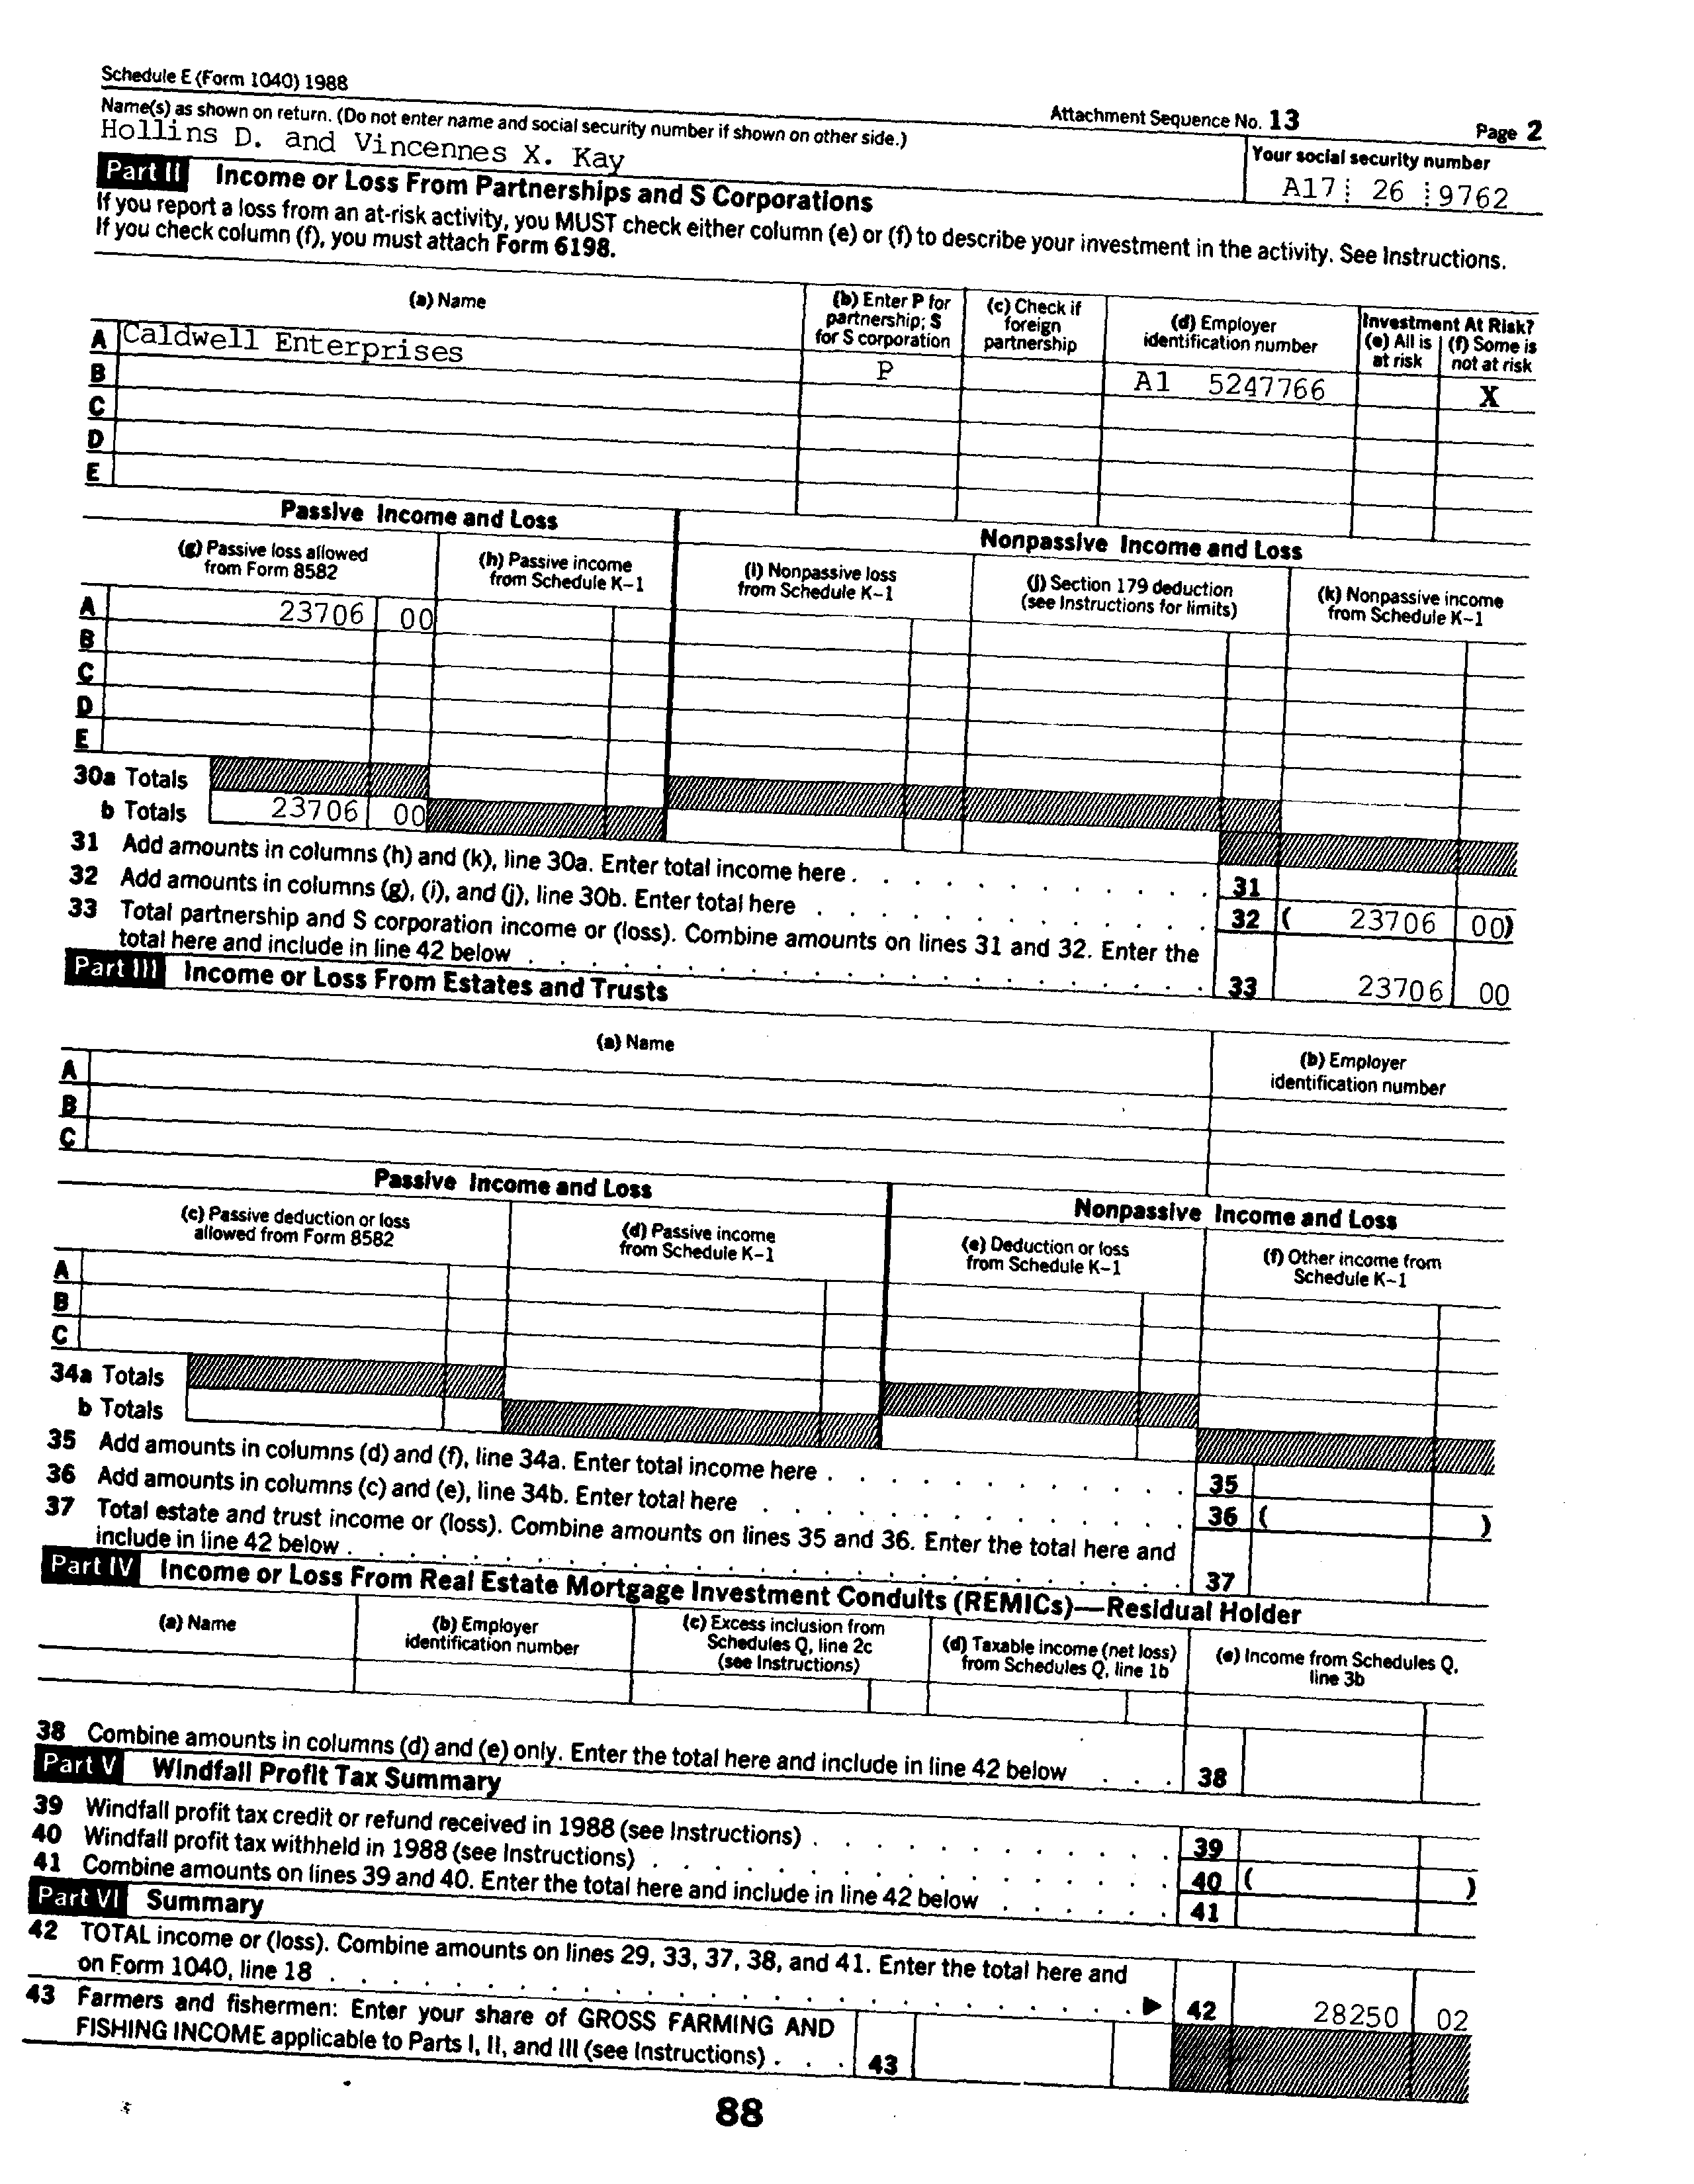 Schedule E (Form 1040) 1988
Attachment Sequence No. 13
Page 2
Name(s) as shown on return. (Do not enter name and social security number if shown on other side.)
Your social security number
Hollins D. and Vincennes X. Kay
A17 26 9762
Part II Income or Loss From Partnerships and S Corporations
If you report a loss from an at-risk activity, you MUST check either column (e) or (f) to describe your investment in the activity. See Instructions.
If you check column (f), you must attach Form 6198.
(a) Name
(b) Enter P for partnership; S for S corporation
(c) Check if foreign partnership
(d) Employer identification number
Investment At Risk?
(e) All is at risk
(f) Some is not at risk
A Caldwell Enterprises P A1 5247766 X
B
C
D
E
Passive Income and Loss
Nonpassive Income and Loss
(g) Passive loss allowed from Form 8582
(h) Passive income from Schedule K-1
(i) Nonpassive loss from Schedule K-1
(j) Section 179 deduction (see Instructions for limits)
(k) Nonpassive income from Schedule K-1
A 23706 00
B
C
D
E
30a Totals
b Totals 23706 00
31 Add amounts in columns (h) and (k), line 30a. Enter total income here . . . . . . . . . . . . 31
32 Add amounts in columns (g), (i), and (j), line 30b. Enter total here . . . . . . . . . . . . . 32 ( 23706 00)
33 Total partnership and S corporation income or (loss). Combine amounts on lines 31 and 32. Enter the
total here and include in line 42 below . . . . . . . . . . . . . . . . . . . . . . 33 23706 00
Part III Income or Loss From Estates and Trusts
(a) Name
(b) Employer identification number
A
B
C
Passive Income and Loss
Nonpassive Income and Loss
(c) Passive deduction or loss allowed from Form 8582
(d) Passive income from Schedule K-1
(e) Deduction or loss from Schedule K-1
(f) Other income from Schedule K-1
A
B
C
34a Totals
b Totals
35 Add amounts in columns (d) and (f), line 34a. Enter total income here . . . . . . . . . . . . 35
36 Add amounts in columns (c) and (e), line 34b. Enter total here . . . . . . . . . . . . . . 36 ( )
37 Total estate and trust income or (loss). Combine amounts on lines 35 and 36. Enter the total here and
include in line 42 below . . . . . . . . . . . . . . . . . . . . . . . . . . . 37
Part IV Income or Loss From Real Estate Mortgage Investment Conduits (REMICs)—Residual Holder
(a) Name
(b) Employer identification number
(c) Excess inclusion from Schedules Q, line 2c (see Instructions)
(d) Taxable income (net loss) from Schedules Q, line 1b
(e) Income from Schedules Q, line 3b
38 Combine amounts in columns (d) and (e) only. Enter the total here and include in line 42 below . . . 38
Part V Windfall Profit Tax Summary
39 Windfall profit tax credit or refund received in 1988 (see Instructions) . . . . . . . . . . . . 39
40 Windfall profit tax withheld in 1988 (see Instructions) . . . . . . . . . . . . . . . . . 40 ( )
41 Combine amounts on lines 39 and 40. Enter the total here and include in line 42 below . . . . . . 41
Part VI Summary
42 TOTAL income or (loss). Combine amounts on lines 29, 33, 37, 38, and 41. Enter the total here and
on Form 1040, line 18 . . . . . . . . . . . . . . . . . . . . . . . . . . ▶ 42 28250 02
43 Farmers and fishermen: Enter your share of GROSS FARMING AND
FISHING INCOME applicable to Parts I, II, and III (see Instructions) . . . 43
88